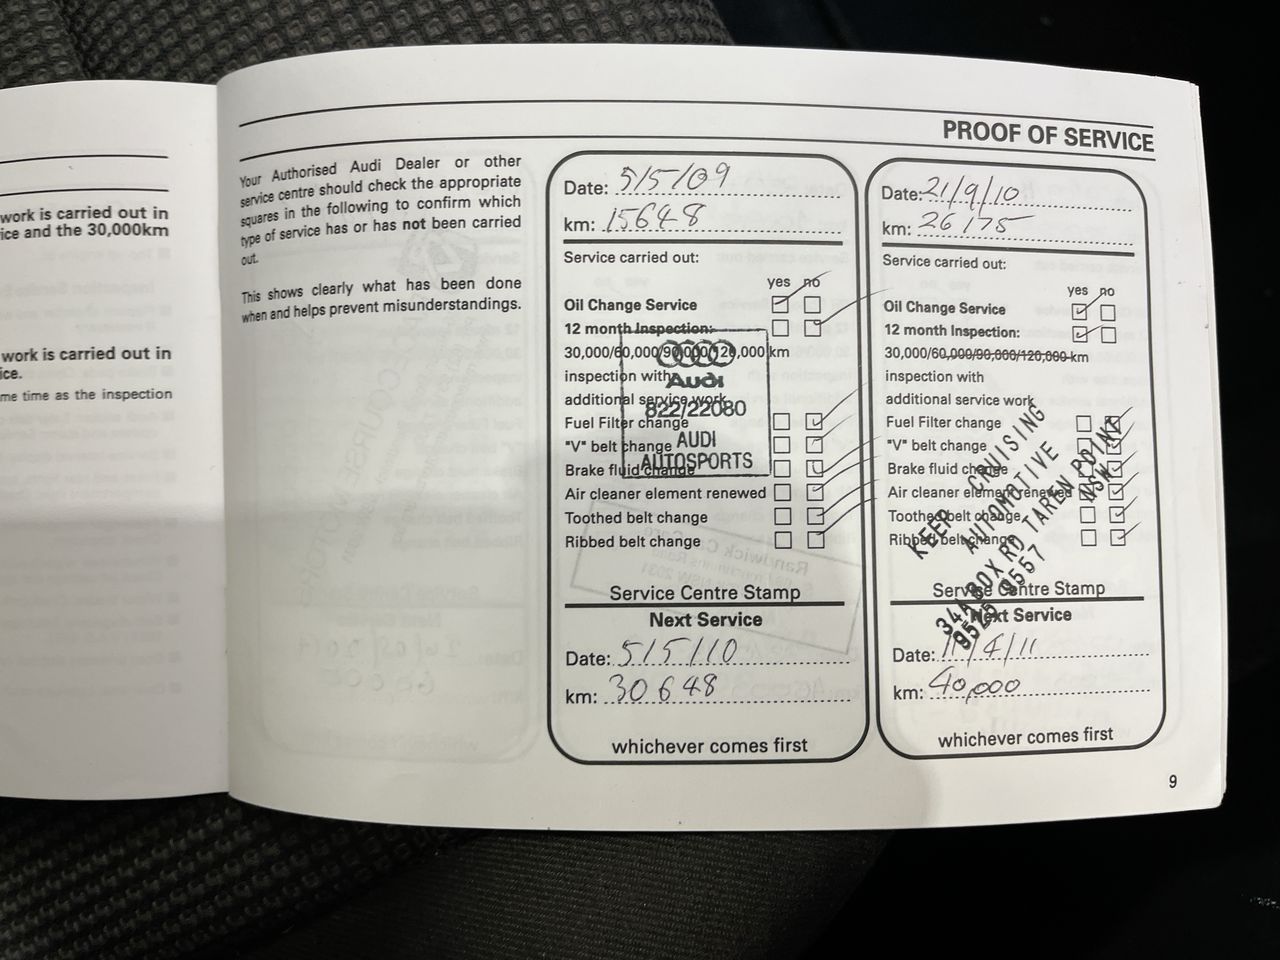 work is carried out in
ice and the 30,000km
work is carried out in
ice.
me time as the inspection
PROOF OF SERVICE
Your Authorised Audi Dealer or other
service centre should check the appropriate
squares in the following to confirm which
type of service has or has not been carried
out.
This shows clearly what has been done
when and helps prevent misunderstandings.
Date: 5/5/09
km: 15648
Service carried out:
yes no
Oil Change Service
12 month Inspection:
30,000/60,000/90,000/120,000 km
inspection with
additional service work
Fuel Filter change
"V" belt change
Brake fluid change
Air cleaner element renewed
Toothed belt change
Ribbed belt change
Audi
822/22080
AUDI
AUTOSPORTS
Service Centre Stamp
Next Service
Date: 5/5/10
km: 30648
whichever comes first
Date: 21/9/10
km: 26175
Service carried out:
yes no
Oil Change Service
12 month Inspection:
30,000/60,000/90,000/120,000 km
inspection with
additional service work
Fuel Filter change
"V" belt change
Brake fluid change
Air cleaner element renewed
Toothed belt change
Ribbed belt change
KEEP CRUISING
AUTOMOTIVE
34A BOX RD TAREN POINT
9525 9557 NSW
Service Centre Stamp
Next Service
Date: 11/4/11
km: 40,000
whichever comes first
9